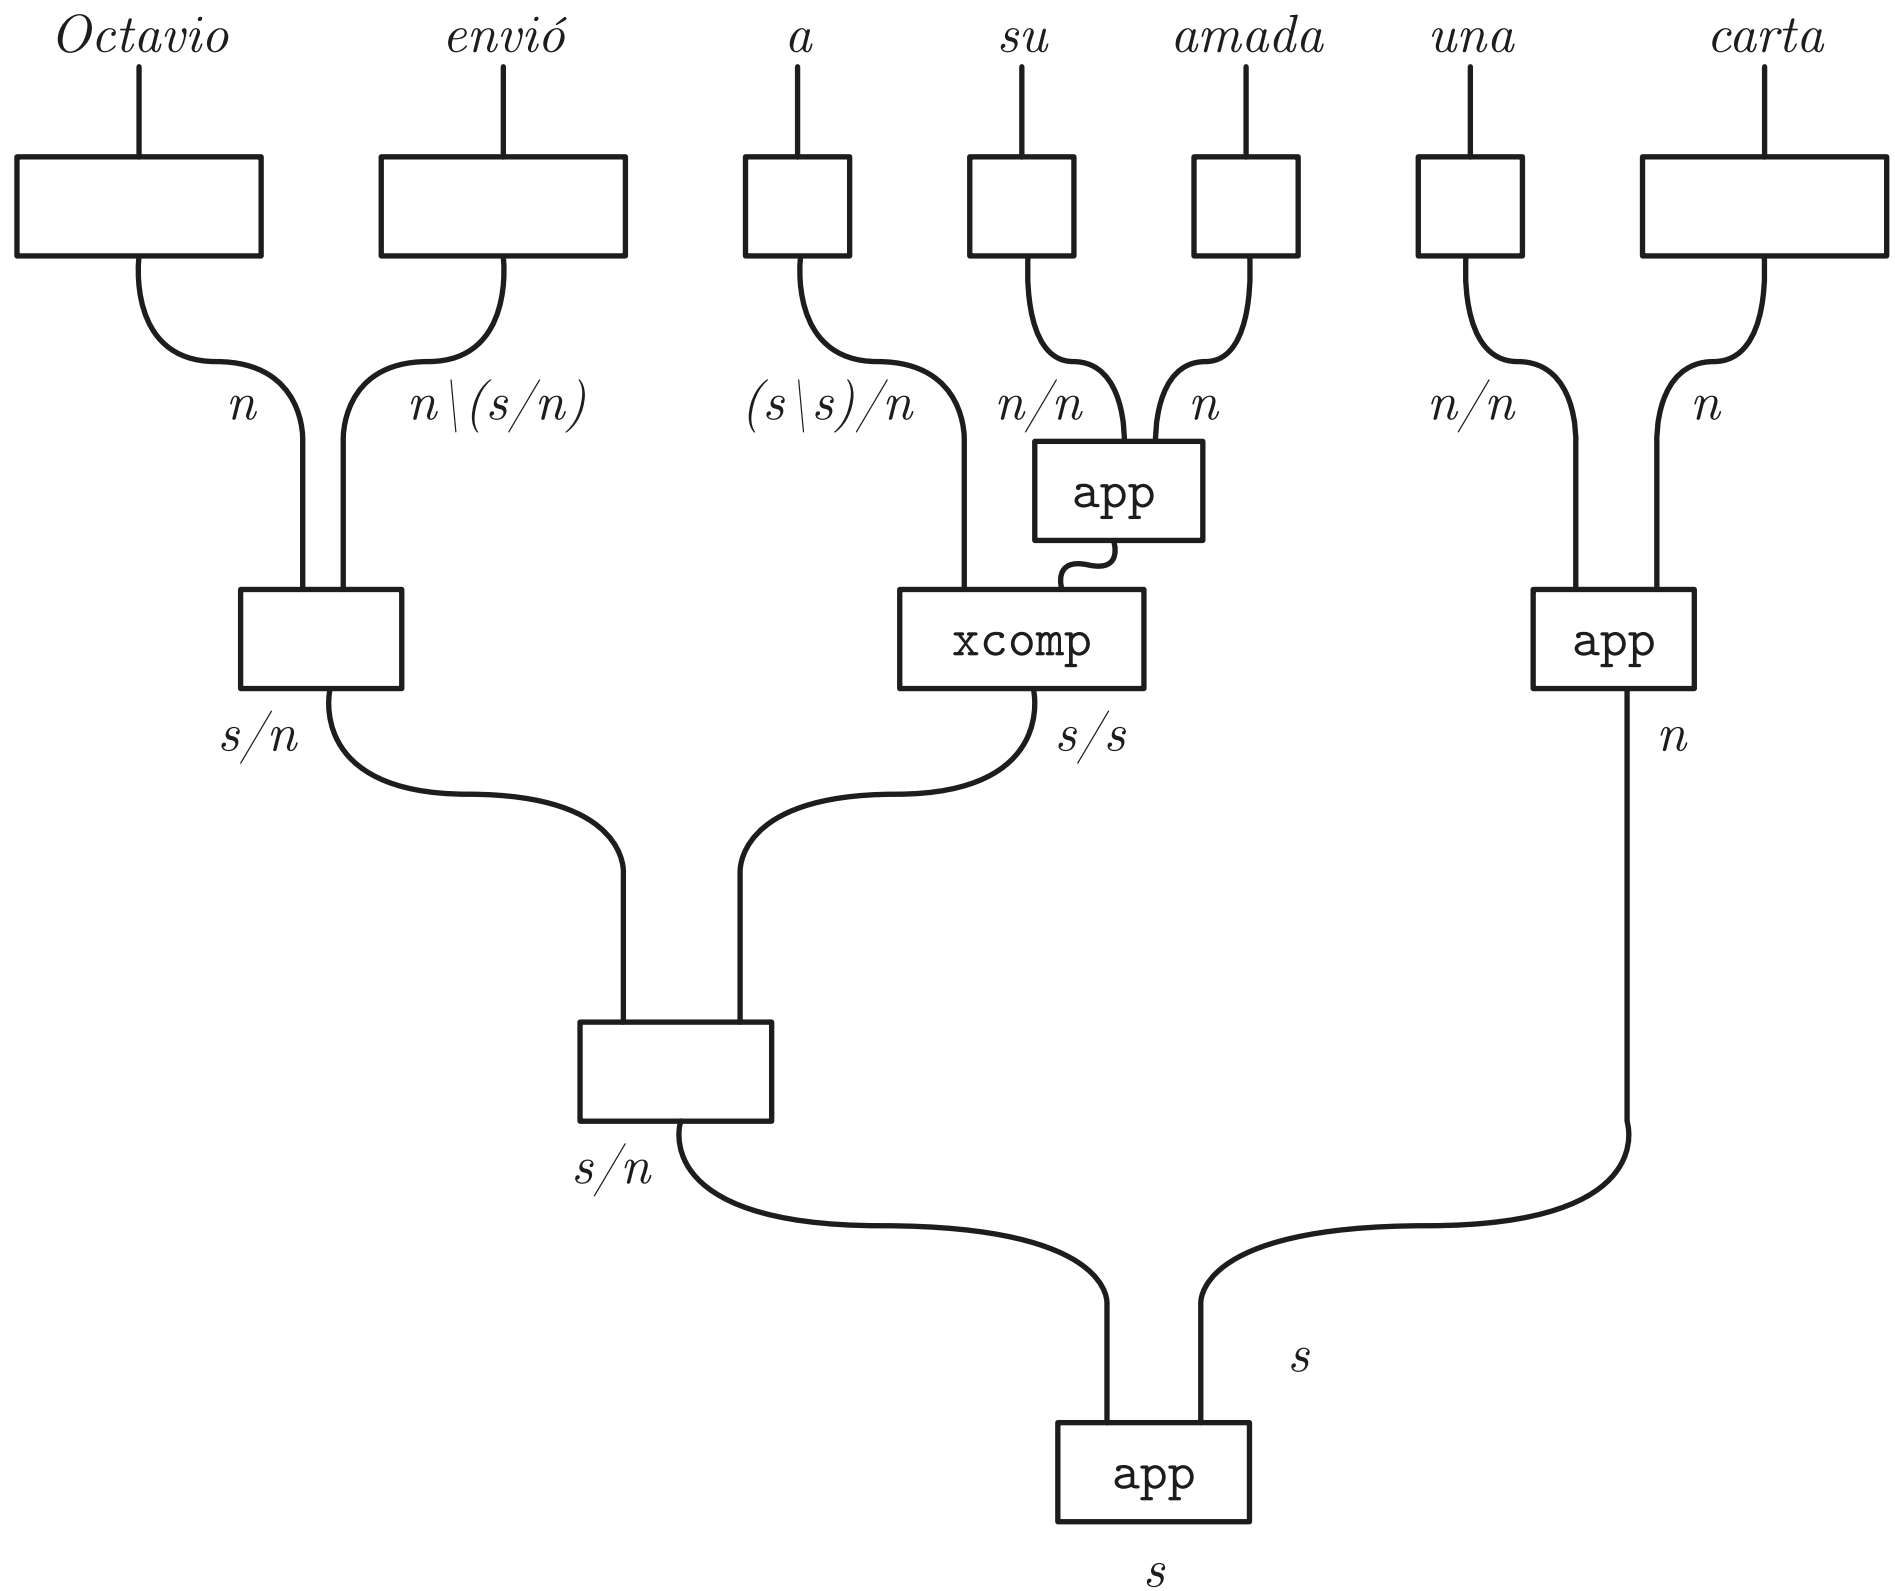 Octavio envió a su amada una carta
n n\(s/n) (s\s)/n n/n n n/n n
app
xcomp app
s/n s/s n
s/n
s
app
s